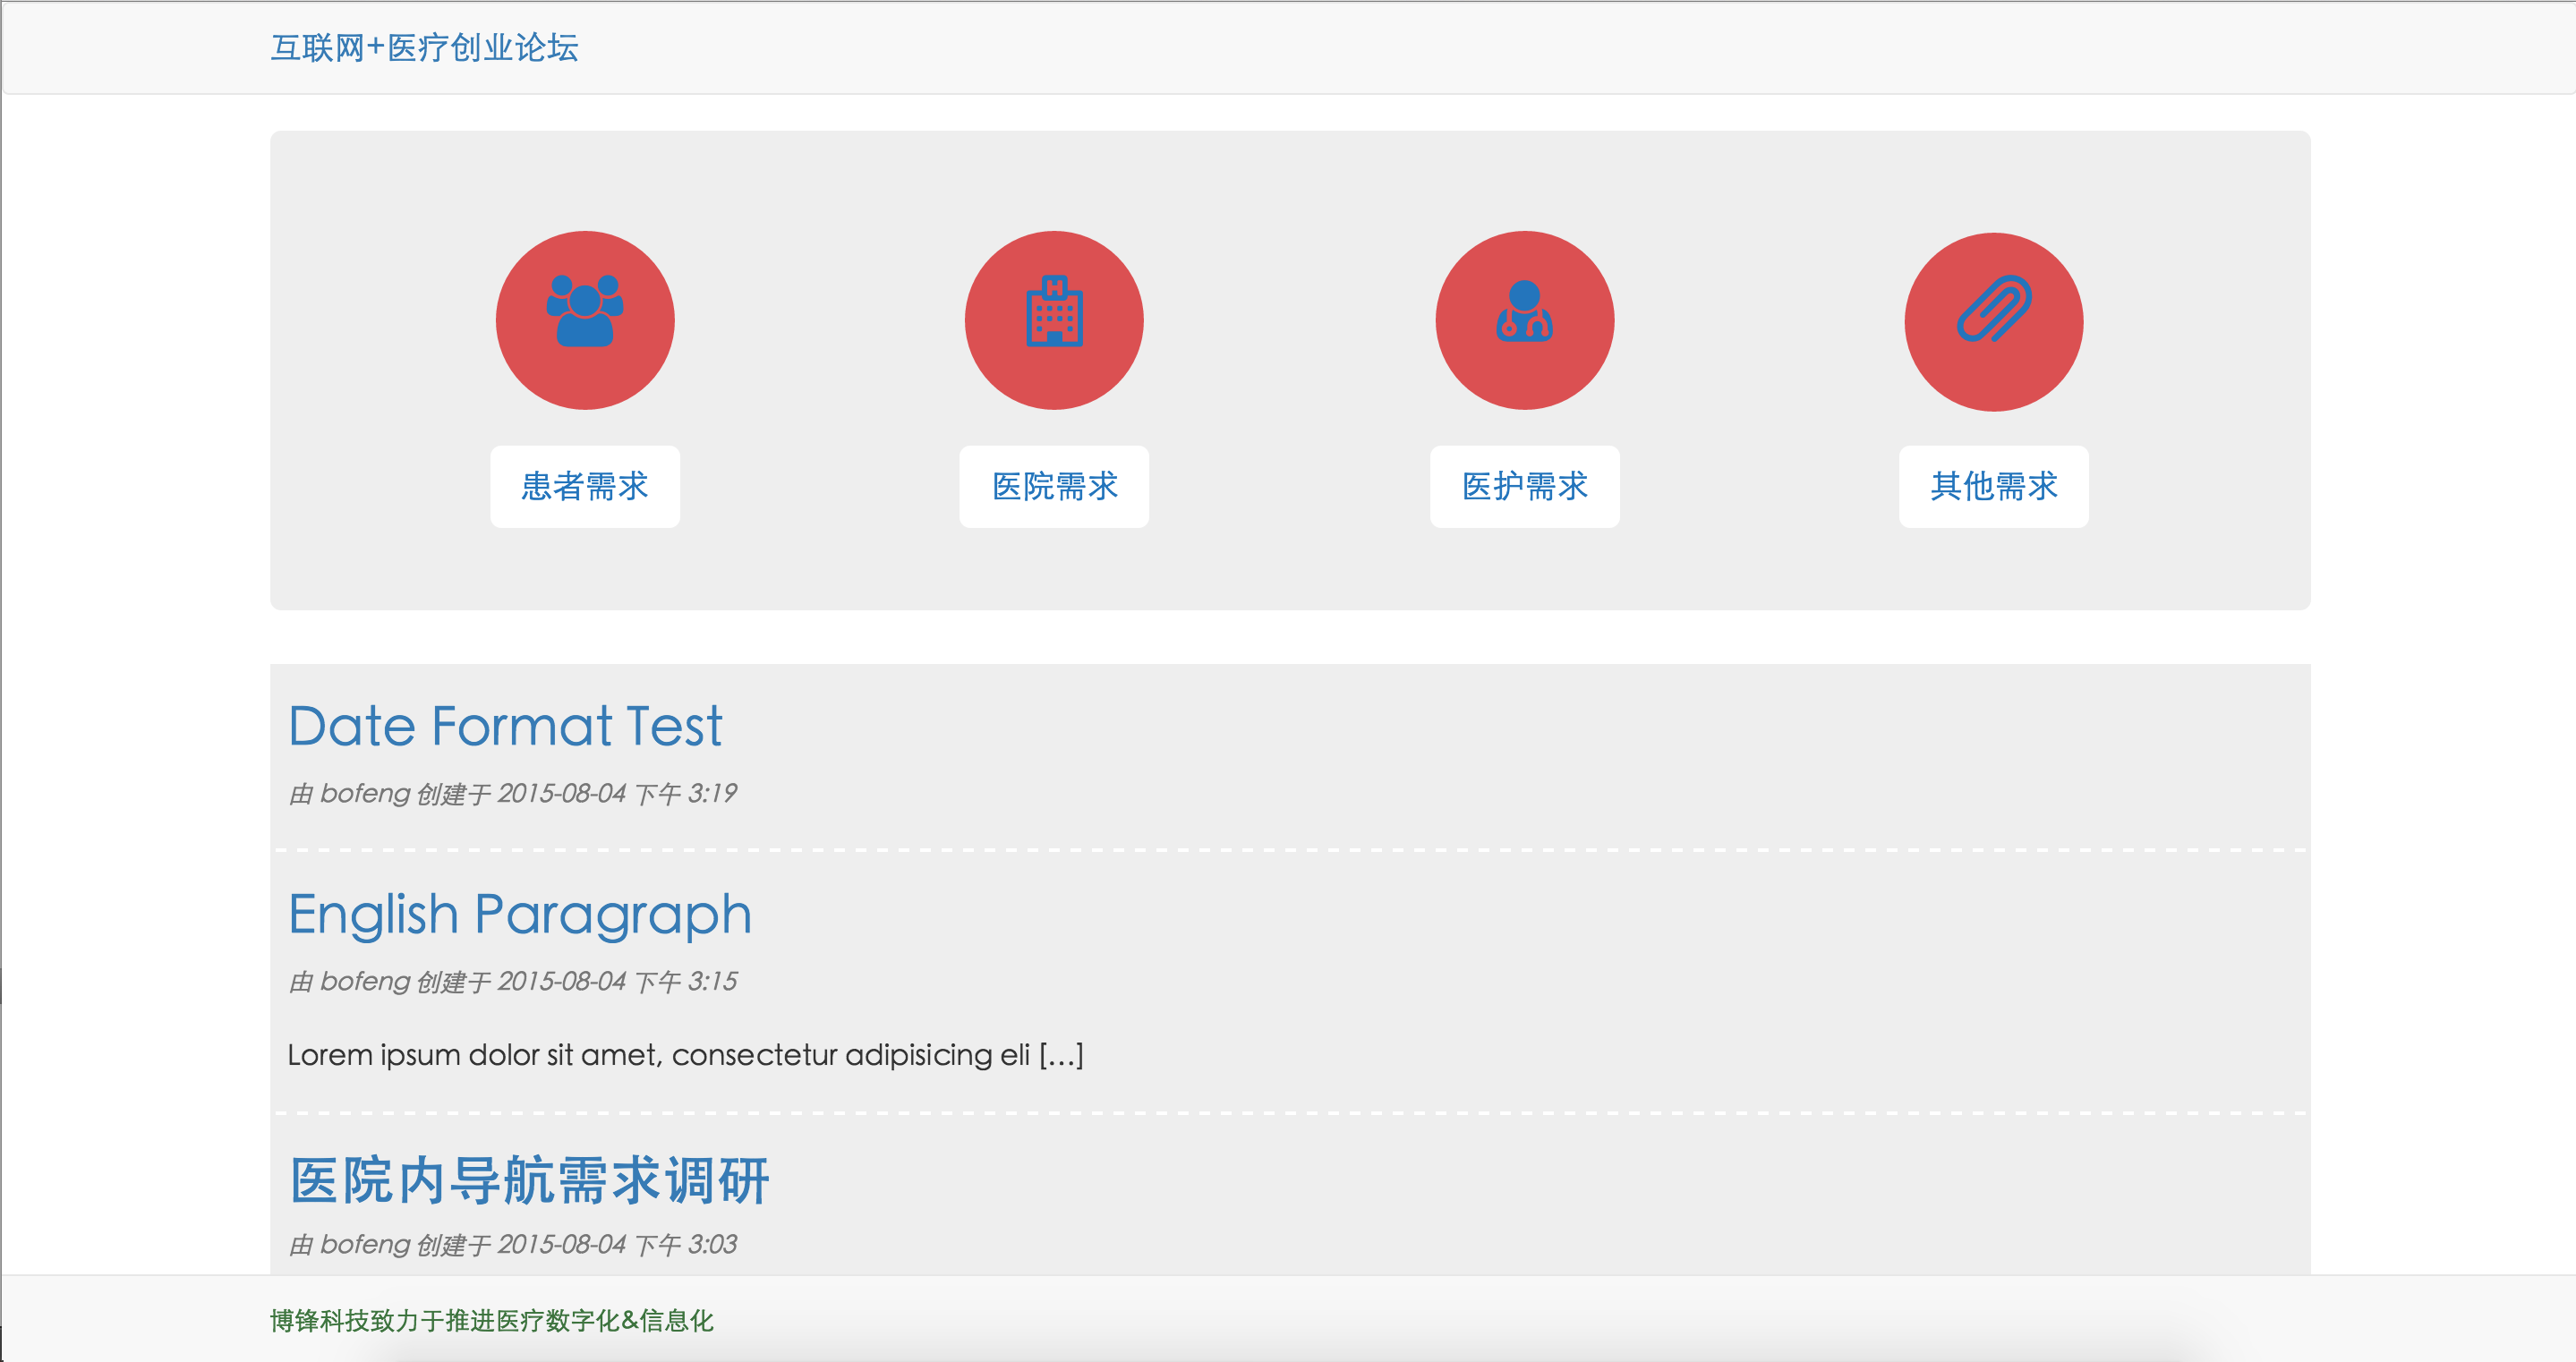 互联网+医疗创业论坛
患者需求
医院需求
医护需求
其他需求
Date Format Test
由 bofeng 创建于 2015-08-04 下午 3:19
English Paragraph
由 bofeng 创建于 2015-08-04 下午 3:15
Lorem ipsum dolor sit amet, consectetur adipisicing eli [...]
医院内导航需求调研
由 bofeng 创建于 2015-08-04 下午 3:03
博锋科技致力于推进医疗数字化&信息化